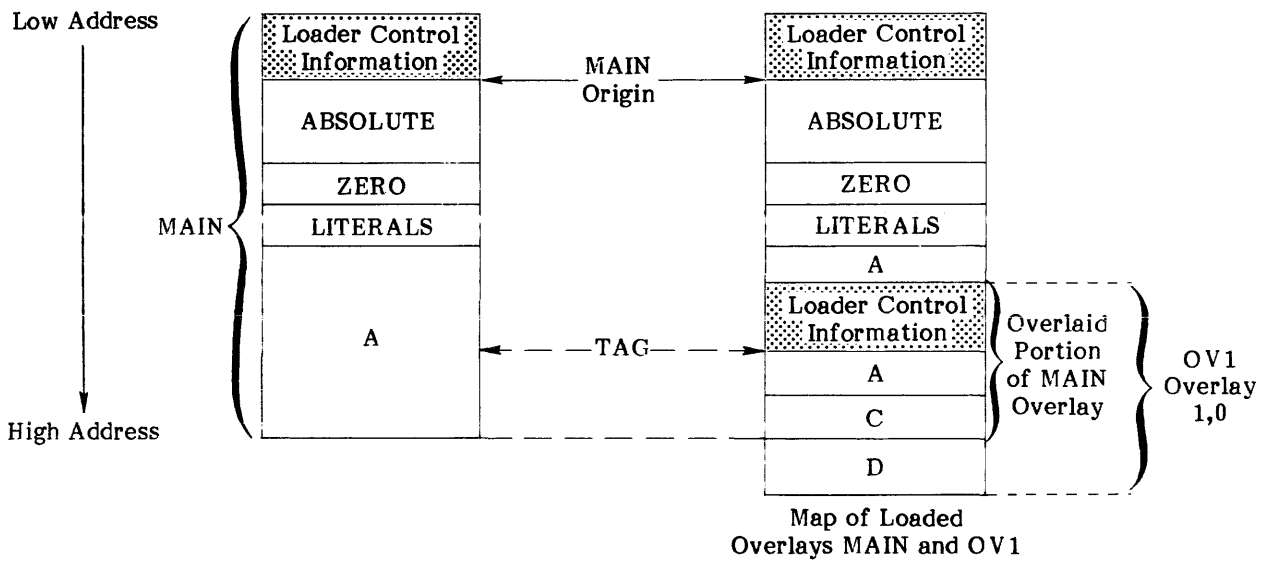 Low Address
High Address
MAIN
Loader Control
Information
ABSOLUTE
ZERO
LITERALS
A
MAIN
Origin
TAG
Loader Control
Information
ABSOLUTE
ZERO
LITERALS
A
Loader Control
Information
A
C
D
Overlaid
Portion
of MAIN
Overlay
OV1
Overlay
1,0
Map of Loaded
Overlays MAIN and OV1